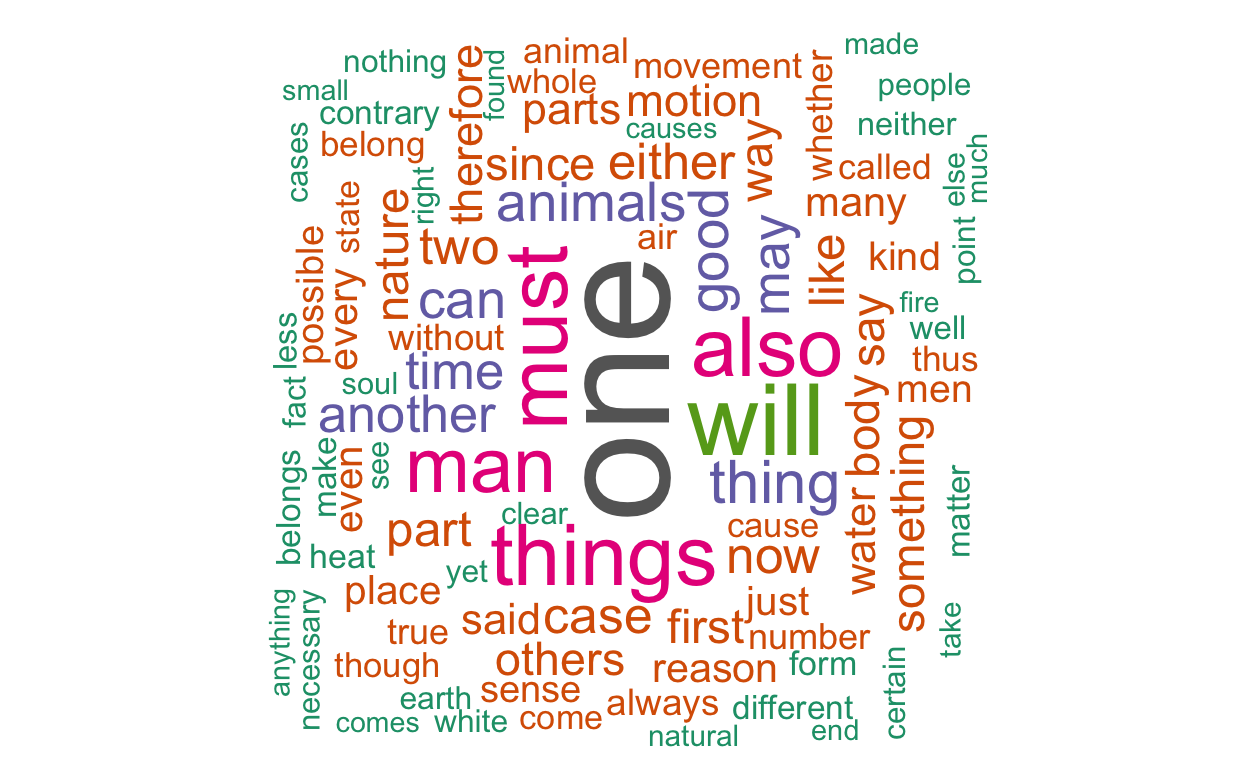 made
animal
nothing
movement
therefore
found
whether
whole
people
small
parts
motion
contrary
causes
neither
cases
belong
way
since
either
called
else
much
right
state
animals
many
nature
good
may
air
two
like
kind
point
possible
every
must
one
can
fire
well
say
less
without
also
thus
soul
time
men
fact
another
will
body
something
make
see
man
thing
belongs
even
water
matter
clear
part
cause
things
now
heat
yet
place
just
anything
necessary
said
case
first
number
take
true
others
reason
form
though
certain
sense
earth
always
different
comes
white
come
natural
end